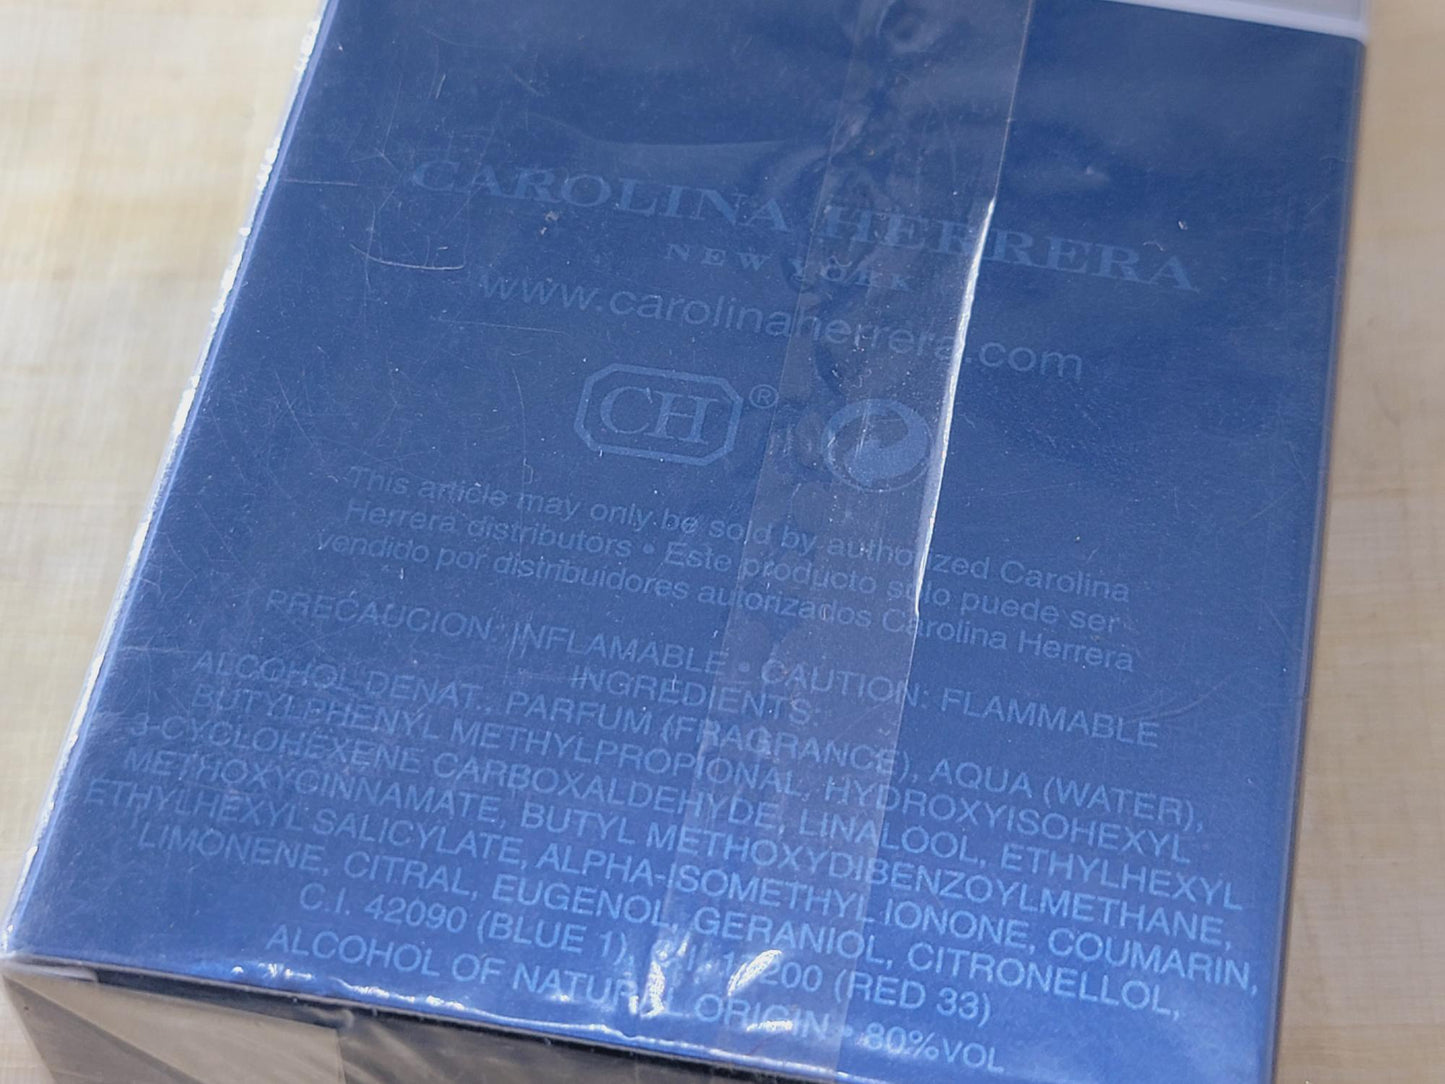 CAROLINA HERRERA
NEW YORK
www.carolinaherrera.com
CH®
This article may only be sold by authorized Carolina
Herrera distributors • Este producto solo puede ser
vendido por distribuidores autorizados Carolina Herrera
PRECAUCION: INFLAMABLE • CAUTION: FLAMMABLE
INGREDIENTS:
ALCOHOL DENAT., PARFUM (FRAGRANCE), AQUA (WATER),
BUTYLPHENYL METHYLPROPIONAL, HYDROXYISOHEXYL
3-CYCLOHEXENE CARBOXALDEHYDE, LINALOOL, ETHYLHEXYL
METHOXYCINNAMATE, BUTYL METHOXYDIBENZOYLMETHANE,
ETHYLHEXYL SALICYLATE, ALPHA-ISOMETHYL IONONE, COUMARIN,
LIMONENE, CITRAL, EUGENOL, GERANIOL, CITRONELLOL,
C.I. 42090 (BLUE 1), C.I. 17200 (RED 33)
ALCOHOL OF NATURAL ORIGIN • 80%VOL